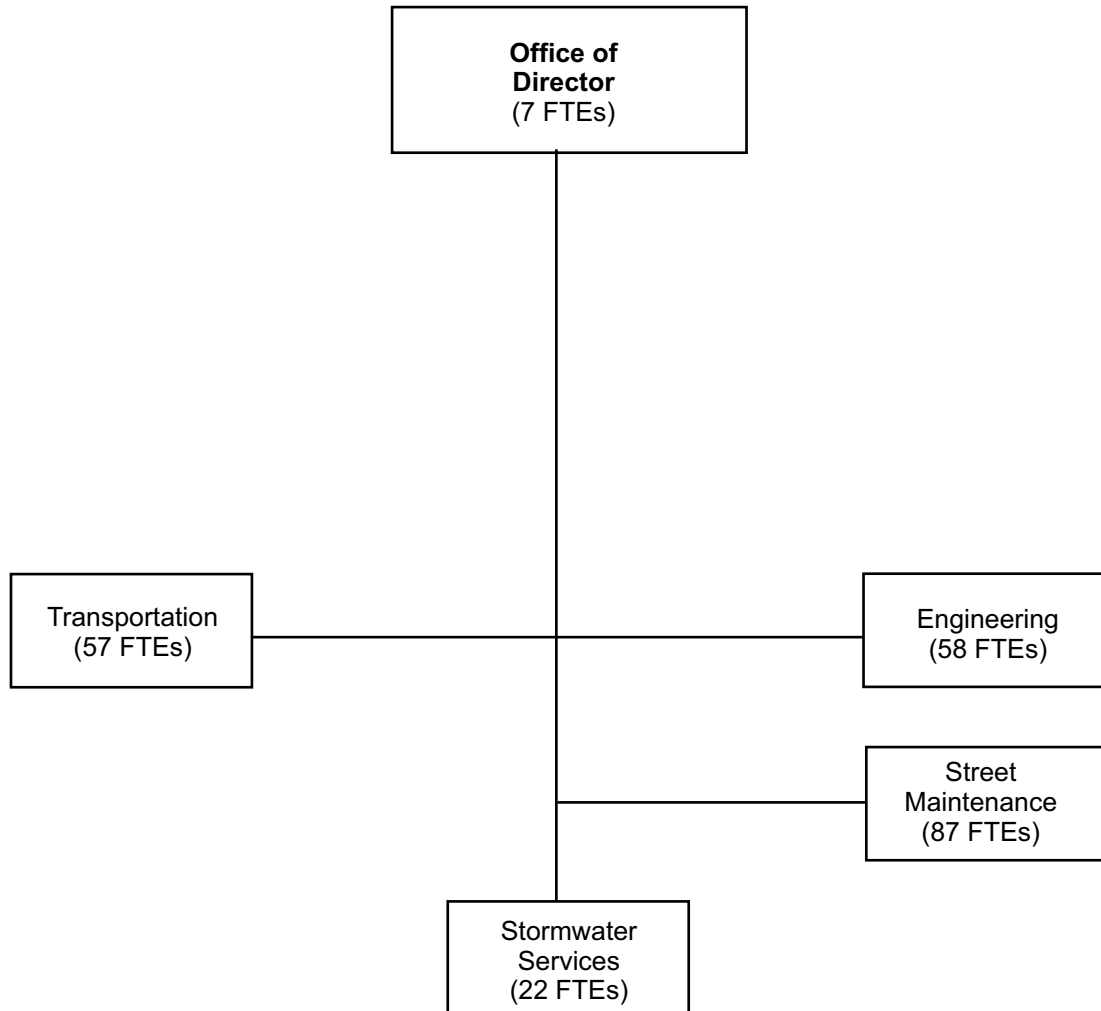 Office of
Director
(7 FTEs)
Transportation
(57 FTEs)
Engineering
(58 FTEs)
Street
Maintenance
(87 FTEs)
Stormwater
Services
(22 FTEs)